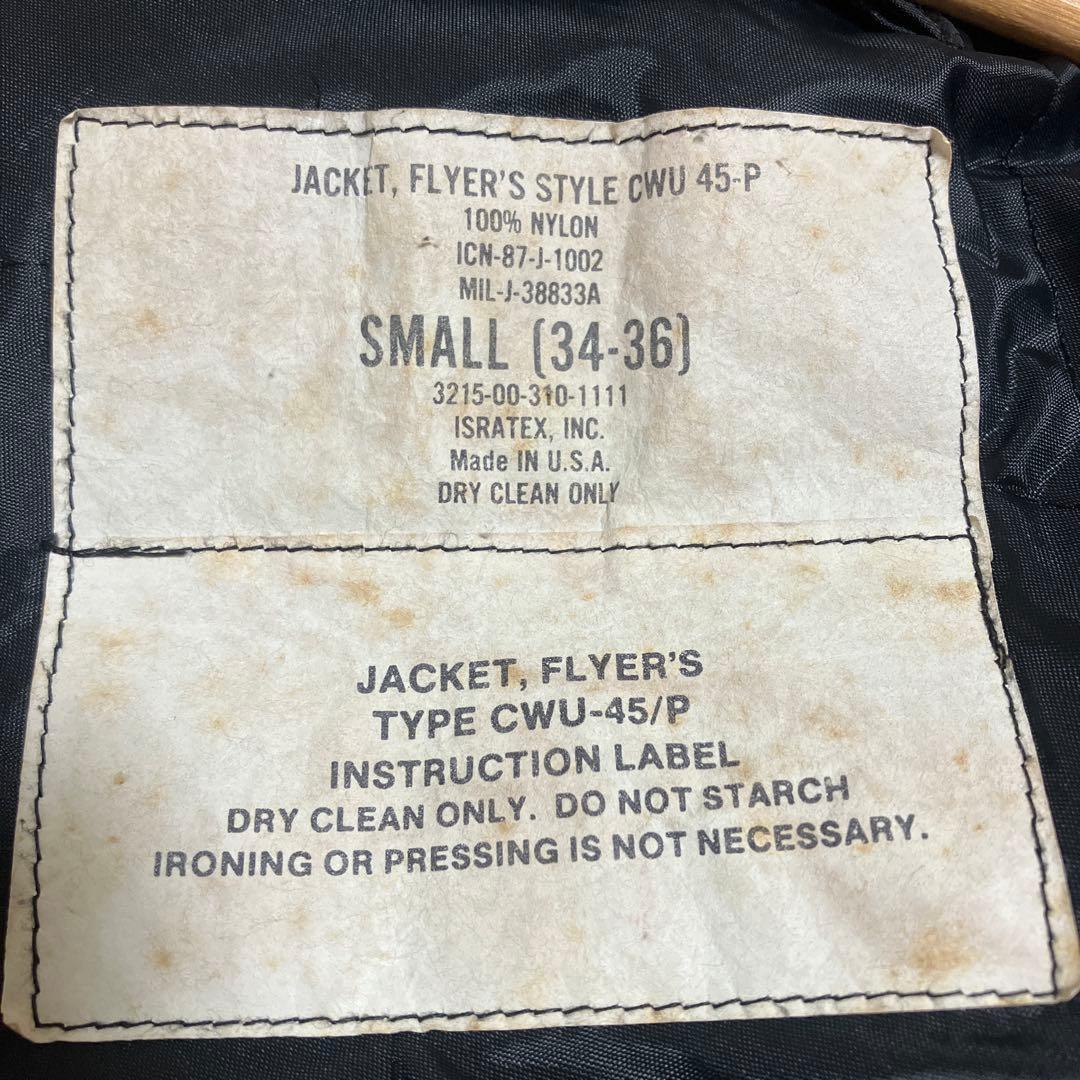 JACKET, FLYER'S STYLE CWU 45-P
100% NYLON
ICN-87-J-1002
MIL-J-38833A
SMALL (34-36)
3215-00-310-1111
ISRATEX, INC.
Made IN U.S.A.
DRY CLEAN ONLY
JACKET, FLYER'S
TYPE CWU-45/P
INSTRUCTION LABEL
DRY CLEAN ONLY. DO NOT STARCH
IRONING OR PRESSING IS NOT NECESSARY.